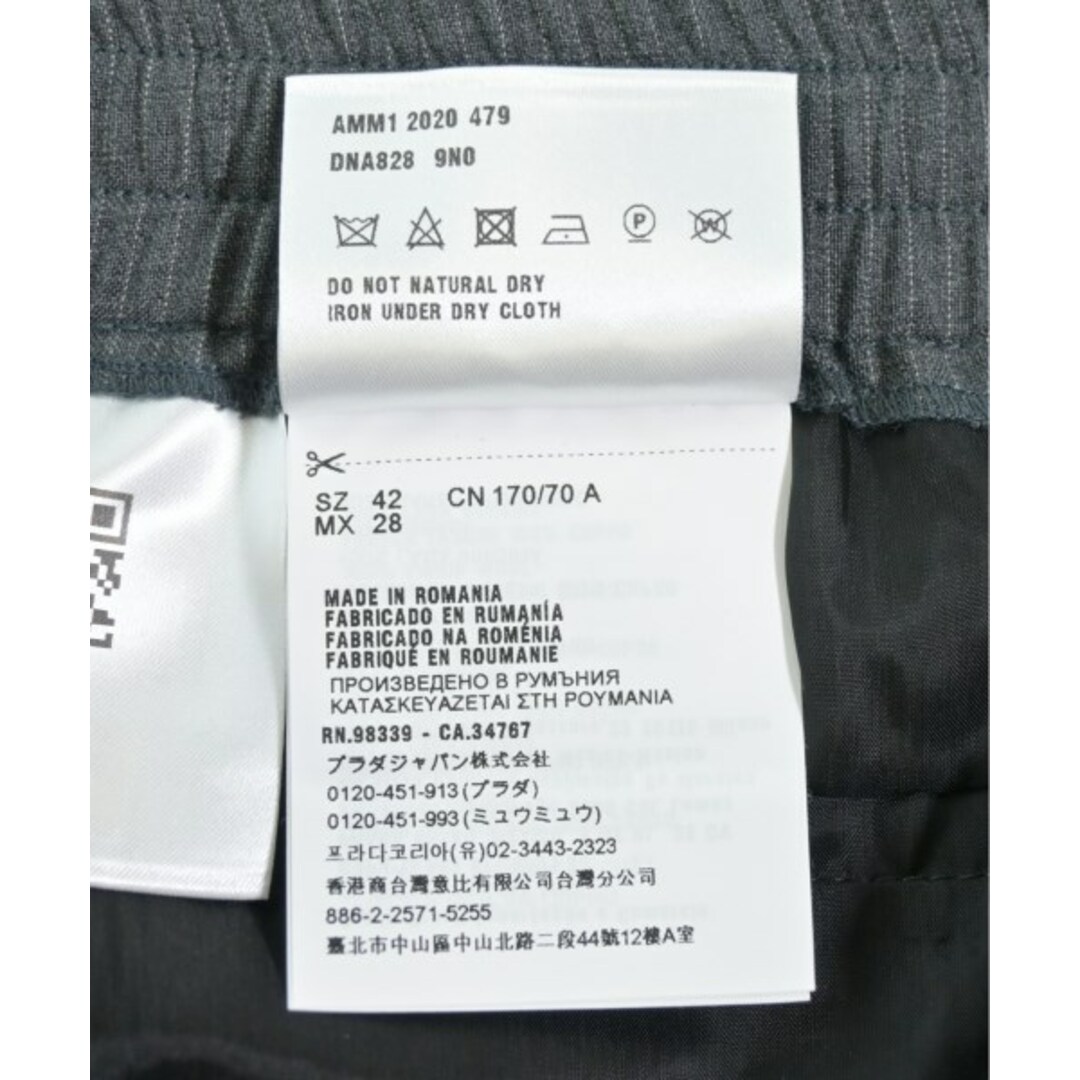 AMM1 2020 479
DNA828 9N0
P
W
DO NOT NATURAL DRY
IRON UNDER DRY CLOTH
SZ 42 CN 170/70 A
MX 28
MADE IN ROMANIA
FABRICADO EN RUMANÍA
FABRICADO NA ROMÉNIA
FABRIQUÉ EN ROUMANIE
ПРОИЗВЕДЕНО В РУМЪНИЯ
ΚΑΤΑΣΚΕΥΑΖΕΤΑΙ ΣΤΗ ΡΟΥΜΑΝΙΑ
RN.98339 - CA.34767
プラダジャパン株式会社
0120-451-913(プラダ)
0120-451-993(ミュウミュウ)
프라다코리아(유)02-3443-2323
香港商台灣意比有限公司台灣分公司
886-2-2571-5255
臺北市中山區中山北路二段44號12樓A室